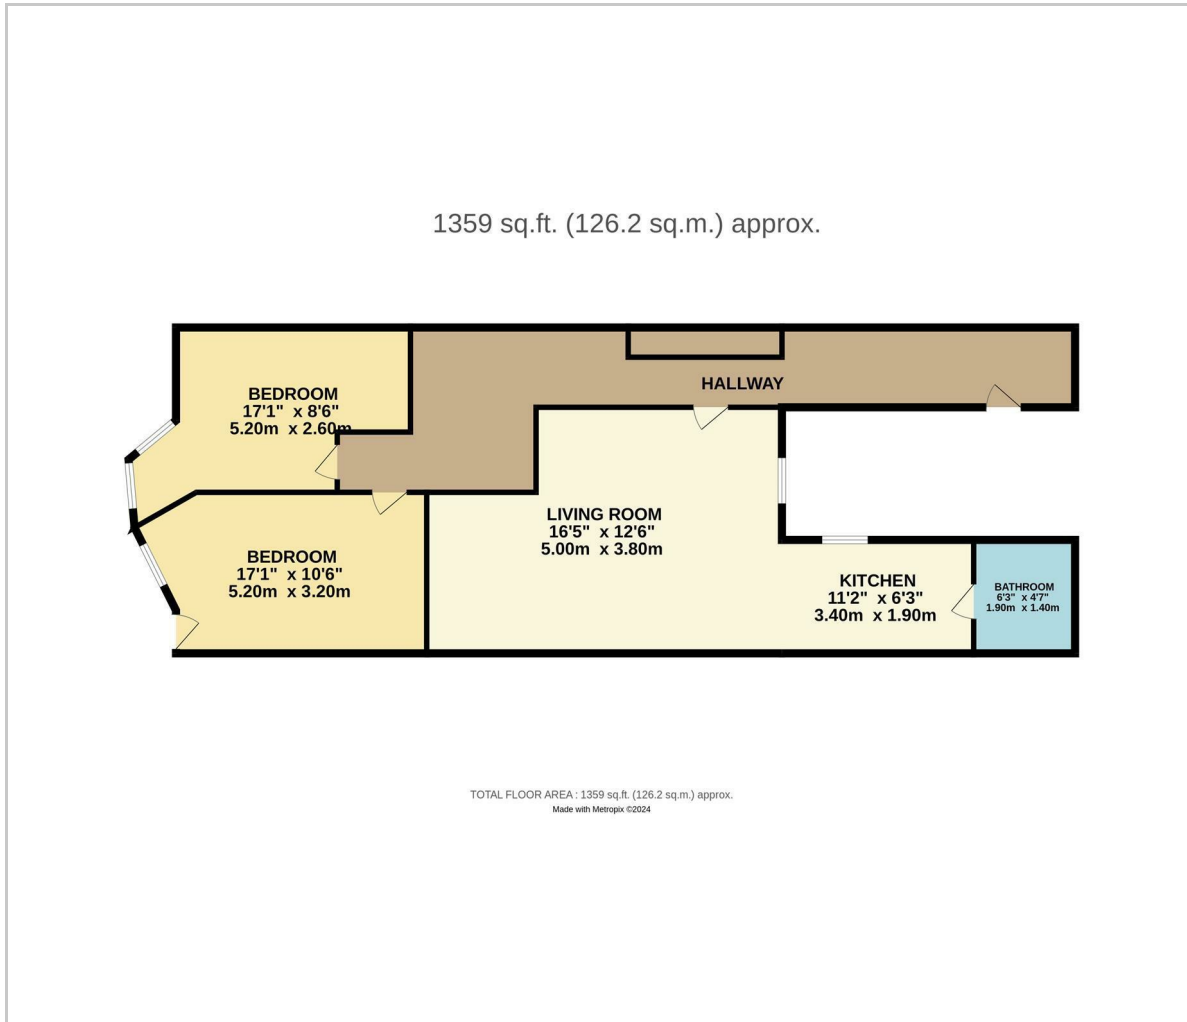 1359 sq.ft. (126.2 sq.m.) approx.
HALLWAY
BEDROOM
17'1" x 8'6"
5.20m x 2.60m
LIVING ROOM
16'5" x 12'6"
5.00m x 3.80m
BEDROOM
17'1" x 10'6"
5.20m x 3.20m
KITCHEN
11'2" x 6'3"
3.40m x 1.90m
BATHROOM
6'3" x 4'7"
1.90m x 1.40m
TOTAL FLOOR AREA : 1359 sq.ft. (126.2 sq.m.) approx.
Made with Metropix ©2024